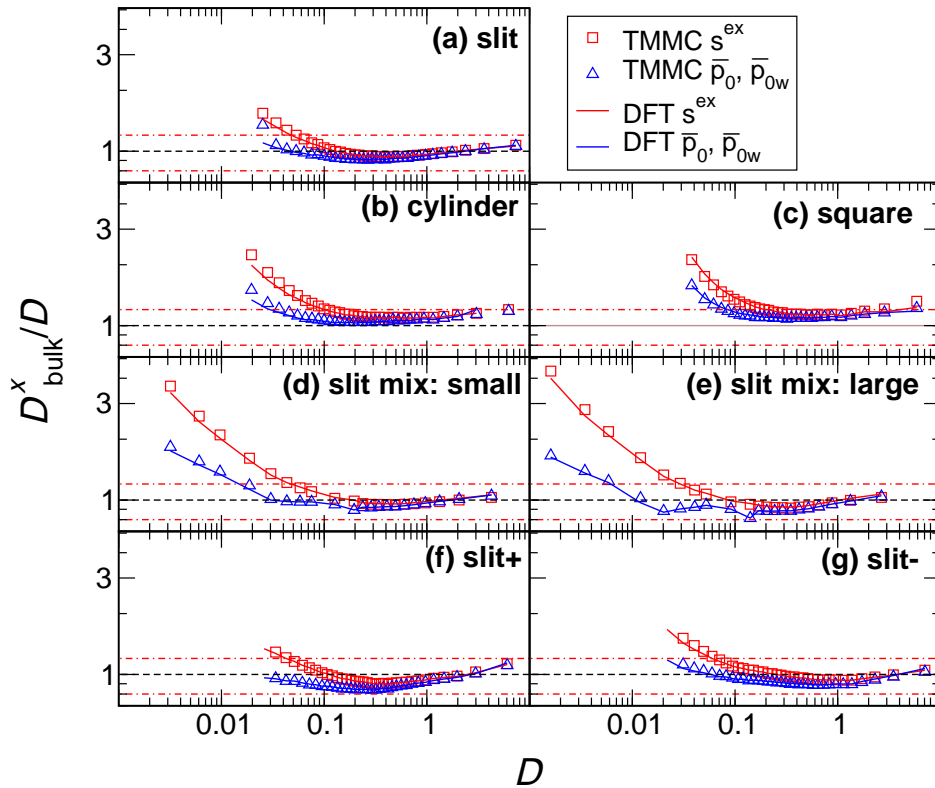 (a) slit
TMMC s^ex
TMMC p̅₀, p̅₀w
DFT s^ex
DFT p̅₀, p̅₀w
3
1
(b) cylinder
(c) square
3
1
D^x_bulk/D
(d) slit mix: small
(e) slit mix: large
3
1
(f) slit+
(g) slit-
3
1
0.01 0.1 1 0.01 0.1 1
D